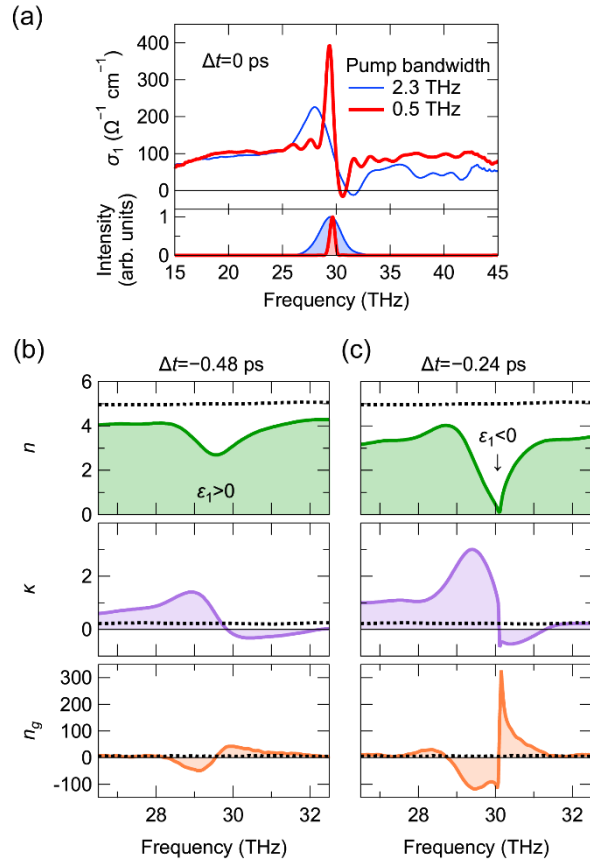 (a)
400
300
200
100
0
σ₁ (Ω⁻¹ cm⁻¹)
Δt=0 ps
Pump bandwidth
2.3 THz
0.5 THz
1
0
Intensity
(arb. units)
15 20 25 30 35 40 45
Frequency (THz)
(b) (c)
Δt=−0.48 ps Δt=−0.24 ps
6
4
2
0
n
ε₁>0
ε₁<0
↓
2
0
κ
300
200
100
0
-100
n_g
28 30 32 28 30 32
Frequency (THz) Frequency (THz)